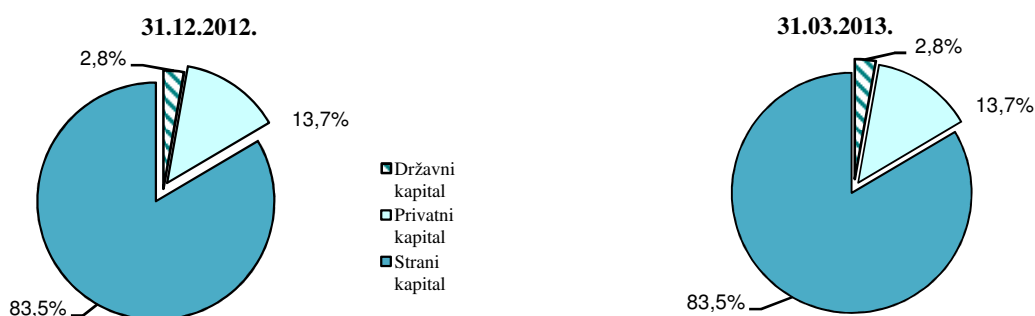 31.12.2012.
2,8%
13,7%
83,5%
Državni
kapital
Privatni
kapital
Strani
kapital
31.03.2013.
2,8%
13,7%
83,5%